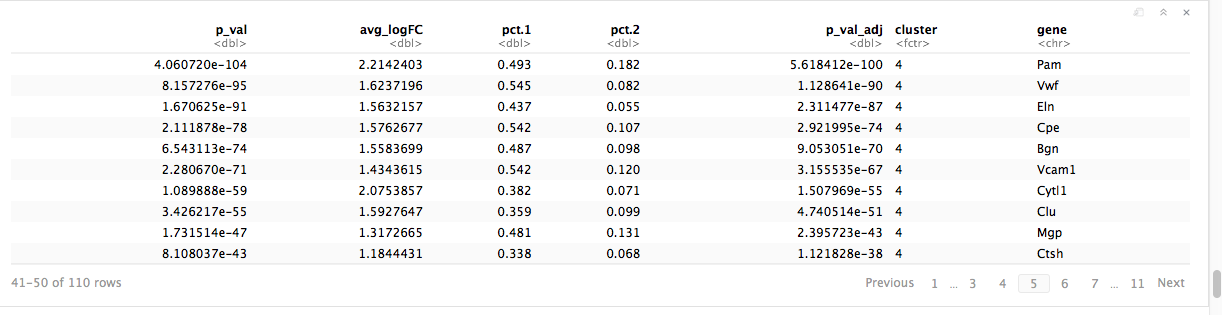 p_val avg_logFC pct.1 pct.2 p_val_adj cluster gene
<dbl> <dbl> <dbl> <dbl> <dbl> <fctr> <chr>
4.060720e-104 2.2142403 0.493 0.182 5.618412e-100 4 Pam
8.157276e-95 1.6237196 0.545 0.082 1.128641e-90 4 Vwf
1.670625e-91 1.5632157 0.437 0.055 2.311477e-87 4 Eln
2.111878e-78 1.5762677 0.542 0.107 2.921995e-74 4 Cpe
6.543113e-74 1.5583699 0.487 0.098 9.053051e-70 4 Bgn
2.280670e-71 1.4343615 0.542 0.120 3.155535e-67 4 Vcam1
1.089888e-59 2.0753857 0.382 0.071 1.507969e-55 4 Cytl1
3.426217e-55 1.5927647 0.359 0.099 4.740514e-51 4 Clu
1.731514e-47 1.3172665 0.481 0.131 2.395723e-43 4 Mgp
8.108037e-43 1.1844431 0.338 0.068 1.121828e-38 4 Ctsh
41-50 of 110 rows Previous 1 ... 3 4 5 6 7 ... 11 Next